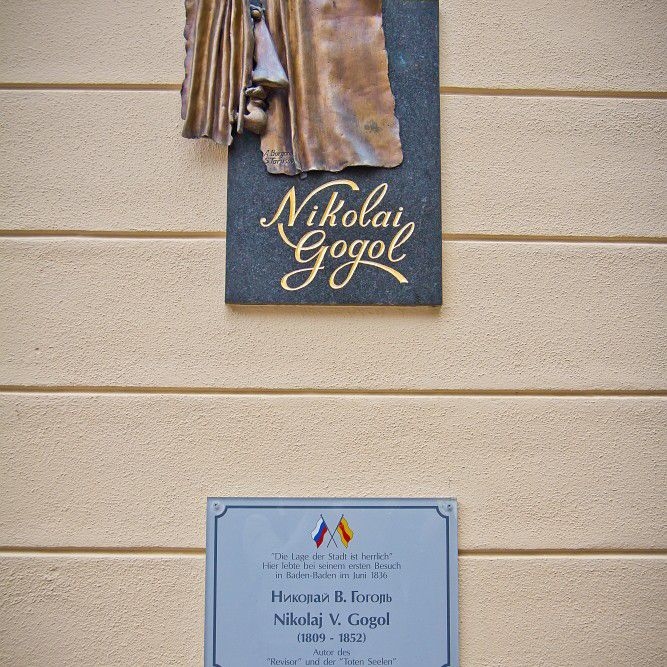 Nikolai
Gogol
"Die Lage der Stadt ist herrlich"
Hier lebte bei seinem ersten Besuch
in Baden-Baden im Juni 1836
Николай В. Гоголь
Nikolaj V. Gogol
(1809 - 1852)
Autor des
"Revisor" und der "Toten Seelen"